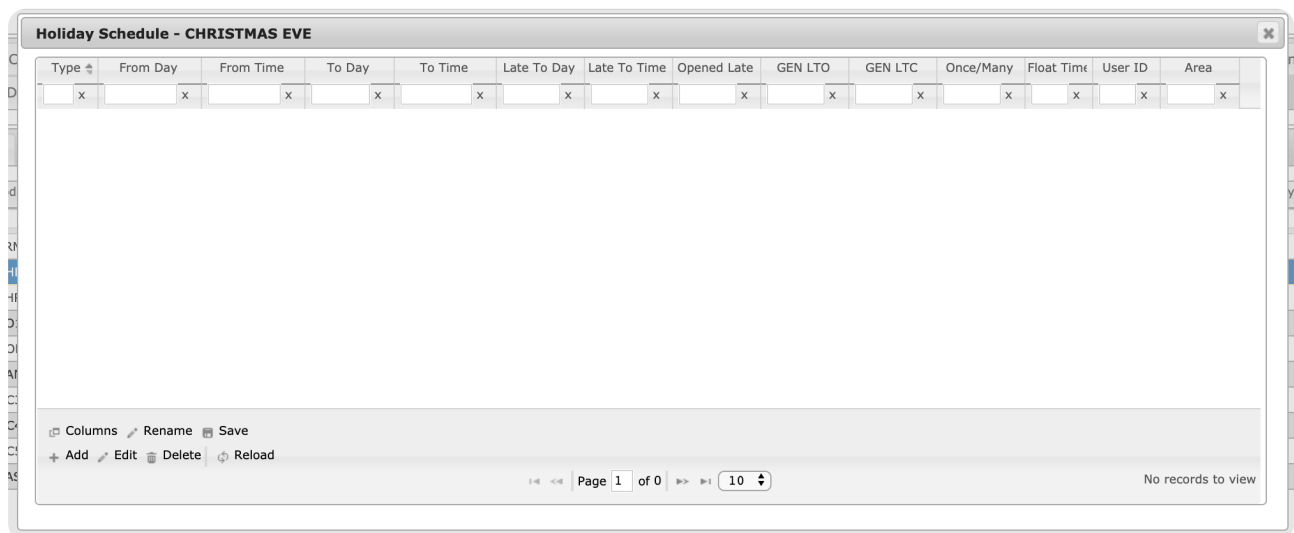 Holiday Schedule - CHRISTMAS EVE
Type From Day From Time To Day To Time Late To Day Late To Time Opened Late GEN LTO GEN LTC Once/Many Float Time User ID Area
x x x x x x x x x x x x x x
Columns Rename Save
Add Edit Delete Reload
Page 1 of 0 10 No records to view